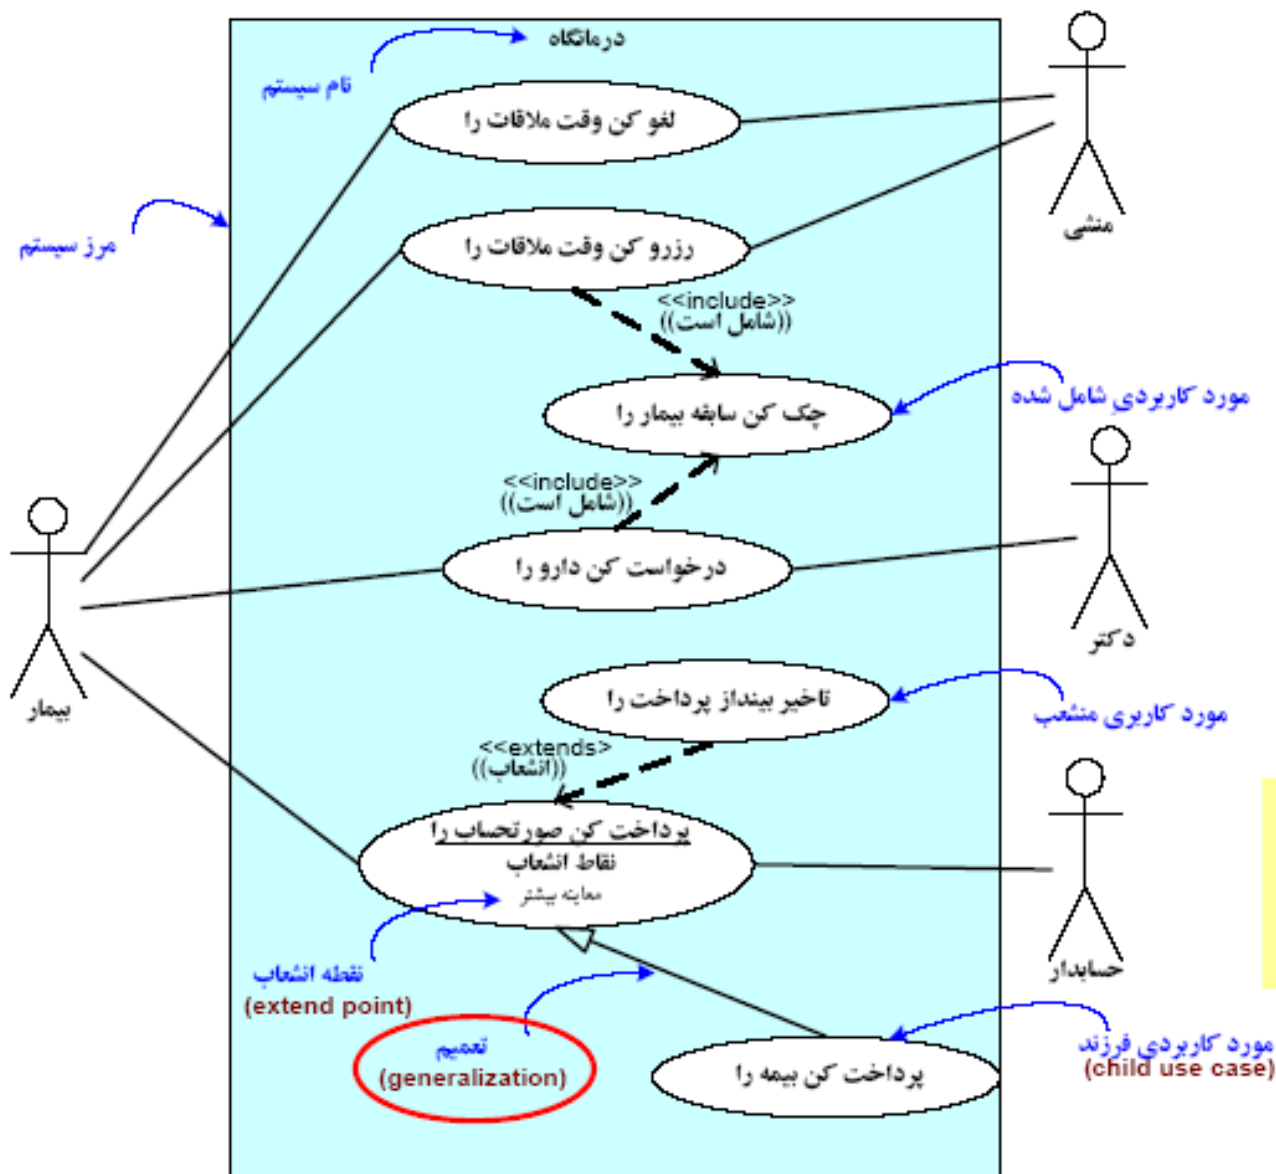 درمانگاه
نام سیستم
لغو کن وقت ملاقات را
منشی
مرز سیستم
رزرو کن وقت ملاقات را
<<include>>
((شامل است))
چک کن سابقه بیمار را
مورد کاربردیِ شامل شده
<<include>>
((شامل است))
درخواست کن دارو را
دکتر
بیمار
تاخیر بینداز پرداخت را
مورد کاربری منشعب
<<extends>
((انشعاب))
پرداخت کن صورتحساب را
نقاط انشعاب
معاینه بیشتر
حسابدار
نقطه انشعاب
(extend point)
تعمیم
(generalization)
مورد کاربردی فرزند
(child use case)
پرداخت کن بیمه را